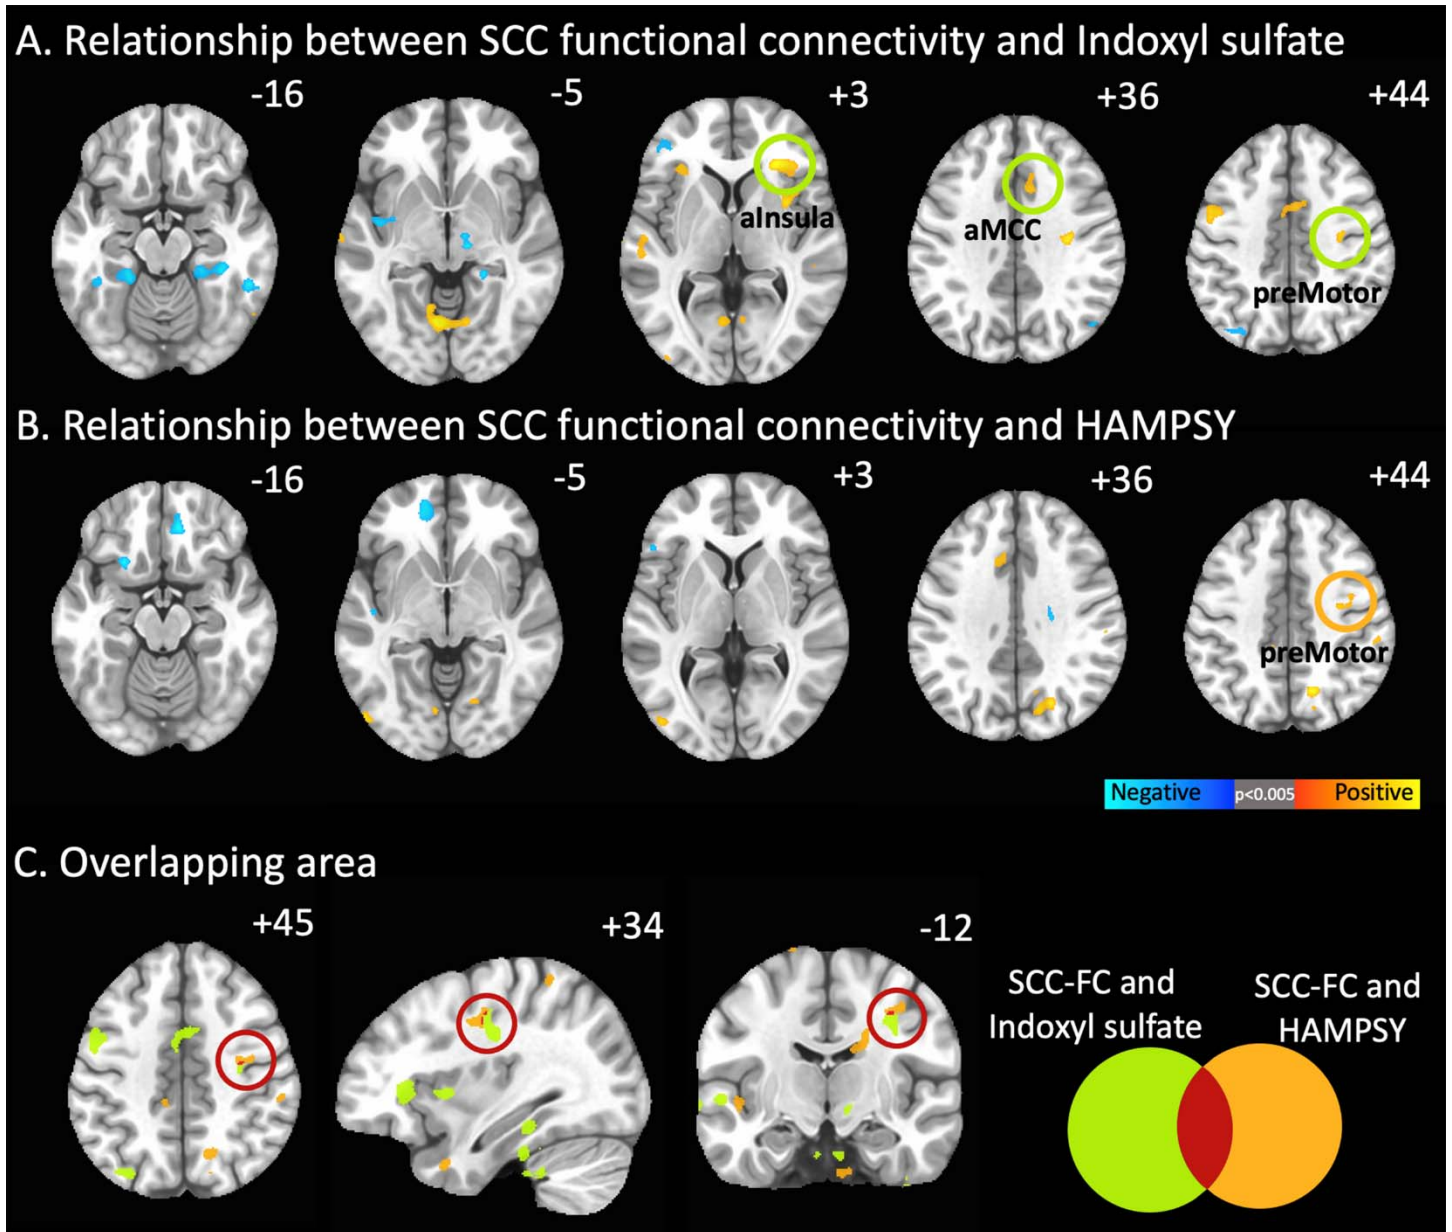 A. Relationship between SCC functional connectivity and Indoxyl sulfate
-16
-5
+3
+36
+44
aInsula
aMCC
preMotor
B. Relationship between SCC functional connectivity and HAMPSY
-16
-5
+3
+36
+44
preMotor
Negative
p<0.005
Positive
C. Overlapping area
+45
+34
-12
SCC-FC and
Indoxyl sulfate
SCC-FC and
HAMPSY